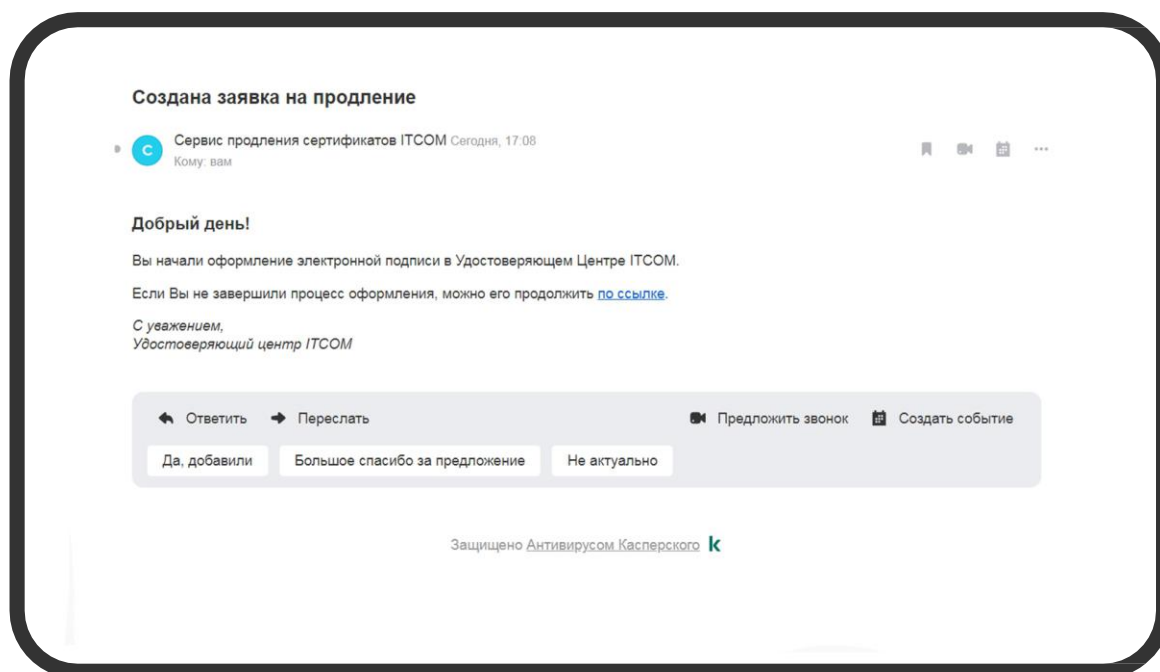 Создана заявка на продление
С
Сервис продления сертификатов ITCOM Сегодня, 17:08
Кому: вам
Добрый день!
Вы начали оформление электронной подписи в Удостоверяющем Центре ITCOM.
Если Вы не завершили процесс оформления, можно его продолжить по ссылке.
С уважением,
Удостоверяющий центр ITCOM
Ответить Переслать Предложить звонок Создать событие
Да, добавили Большое спасибо за предложение Не актуально
Защищено Антивирусом Касперского k